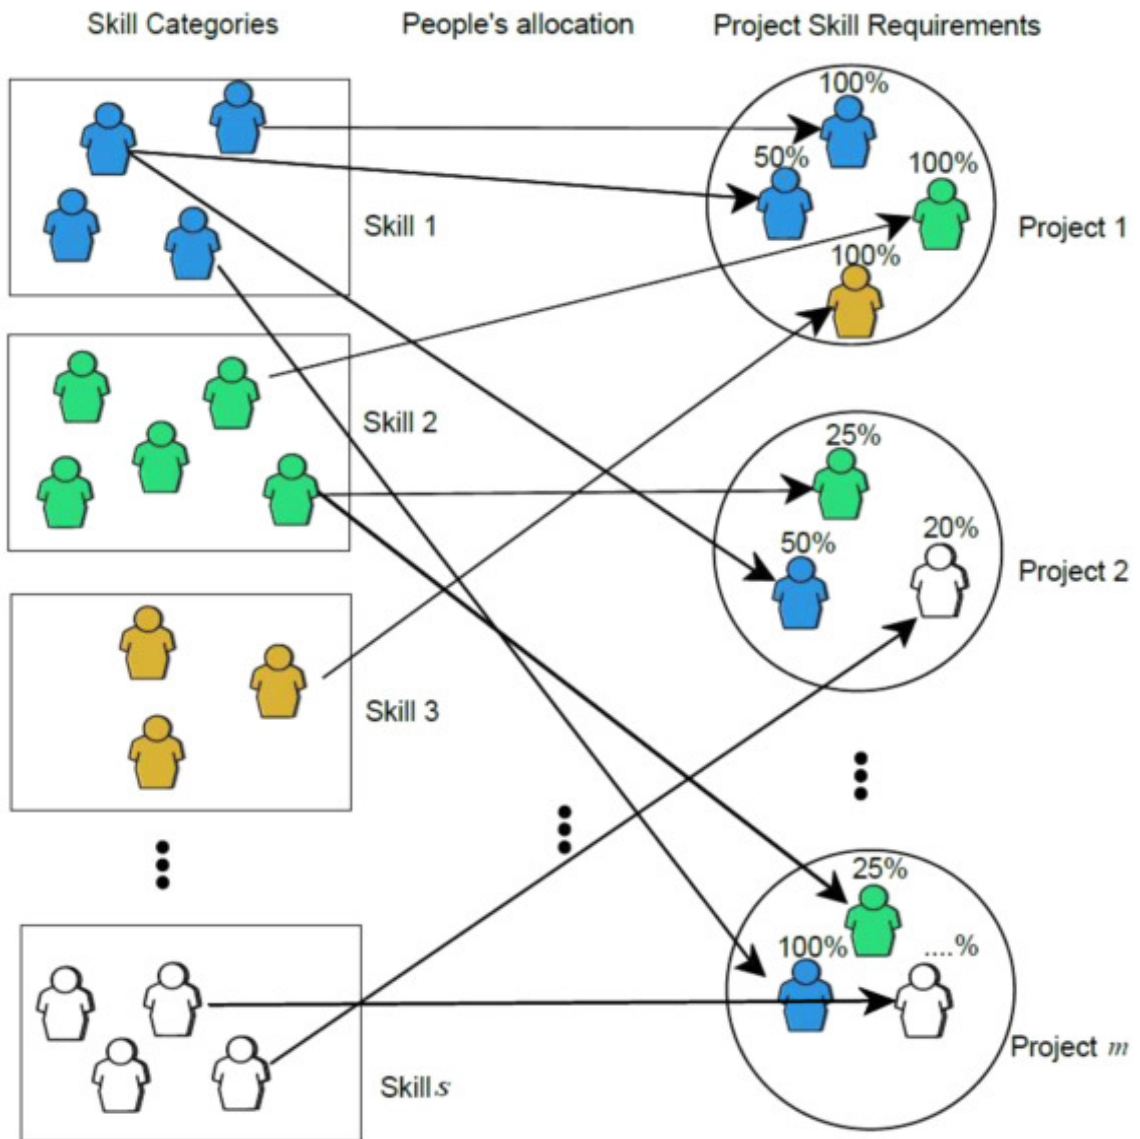 Skill Categories
People's allocation
Project Skill Requirements
100%
50%
100%
Skill 1
Project 1
100%
Skill 2
25%
20%
50%
Project 2
Skill 3
25%
100%
....%
Project m
Skill s